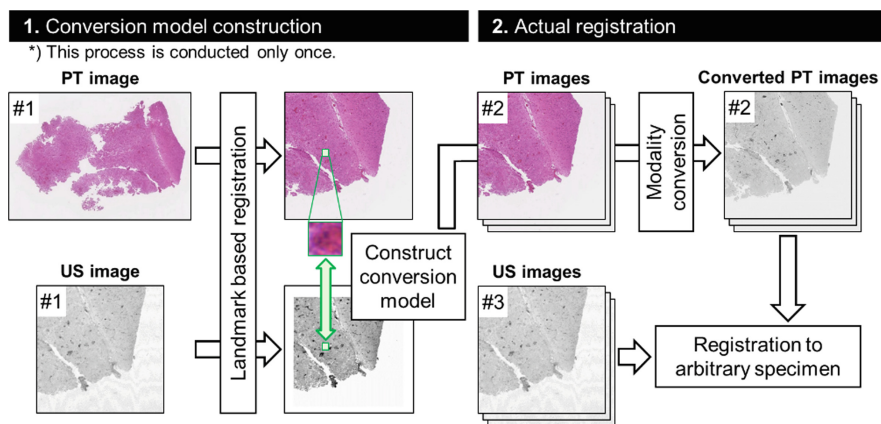 1. Conversion model construction
*) This process is conducted only once.
PT image
#1
US image
#1
Landmark based registration
Construct
conversion
model
2. Actual registration
PT images
#2
Modality
conversion
Converted PT images
#2
US images
#3
Registration to
arbitrary specimen